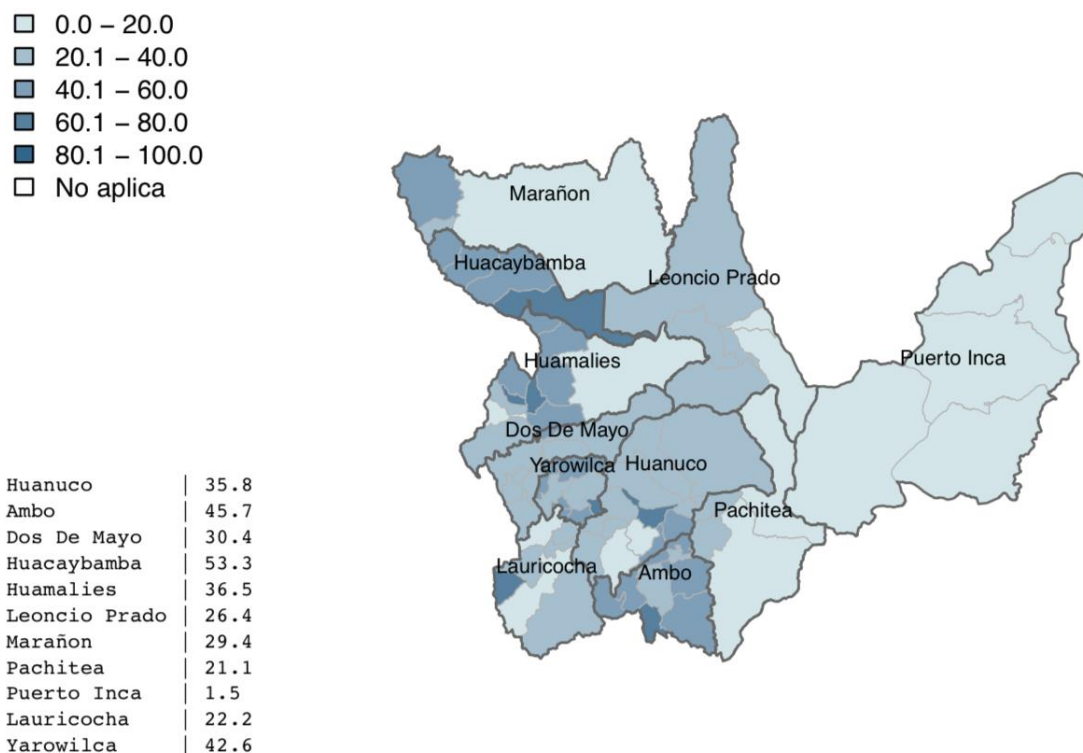 0.0 – 20.0
20.1 – 40.0
40.1 – 60.0
60.1 – 80.0
80.1 – 100.0
No aplica
Marañon
Huacaybamba
Leoncio Prado
Huamalies
Puerto Inca
Dos De Mayo
Yarowilca
Huanuco
Pachitea
Lauricocha
Ambo
Huanuco | 35.8
Ambo | 45.7
Dos De Mayo | 30.4
Huacaybamba | 53.3
Huamalies | 36.5
Leoncio Prado | 26.4
Marañon | 29.4
Pachitea | 21.1
Puerto Inca | 1.5
Lauricocha | 22.2
Yarowilca | 42.6